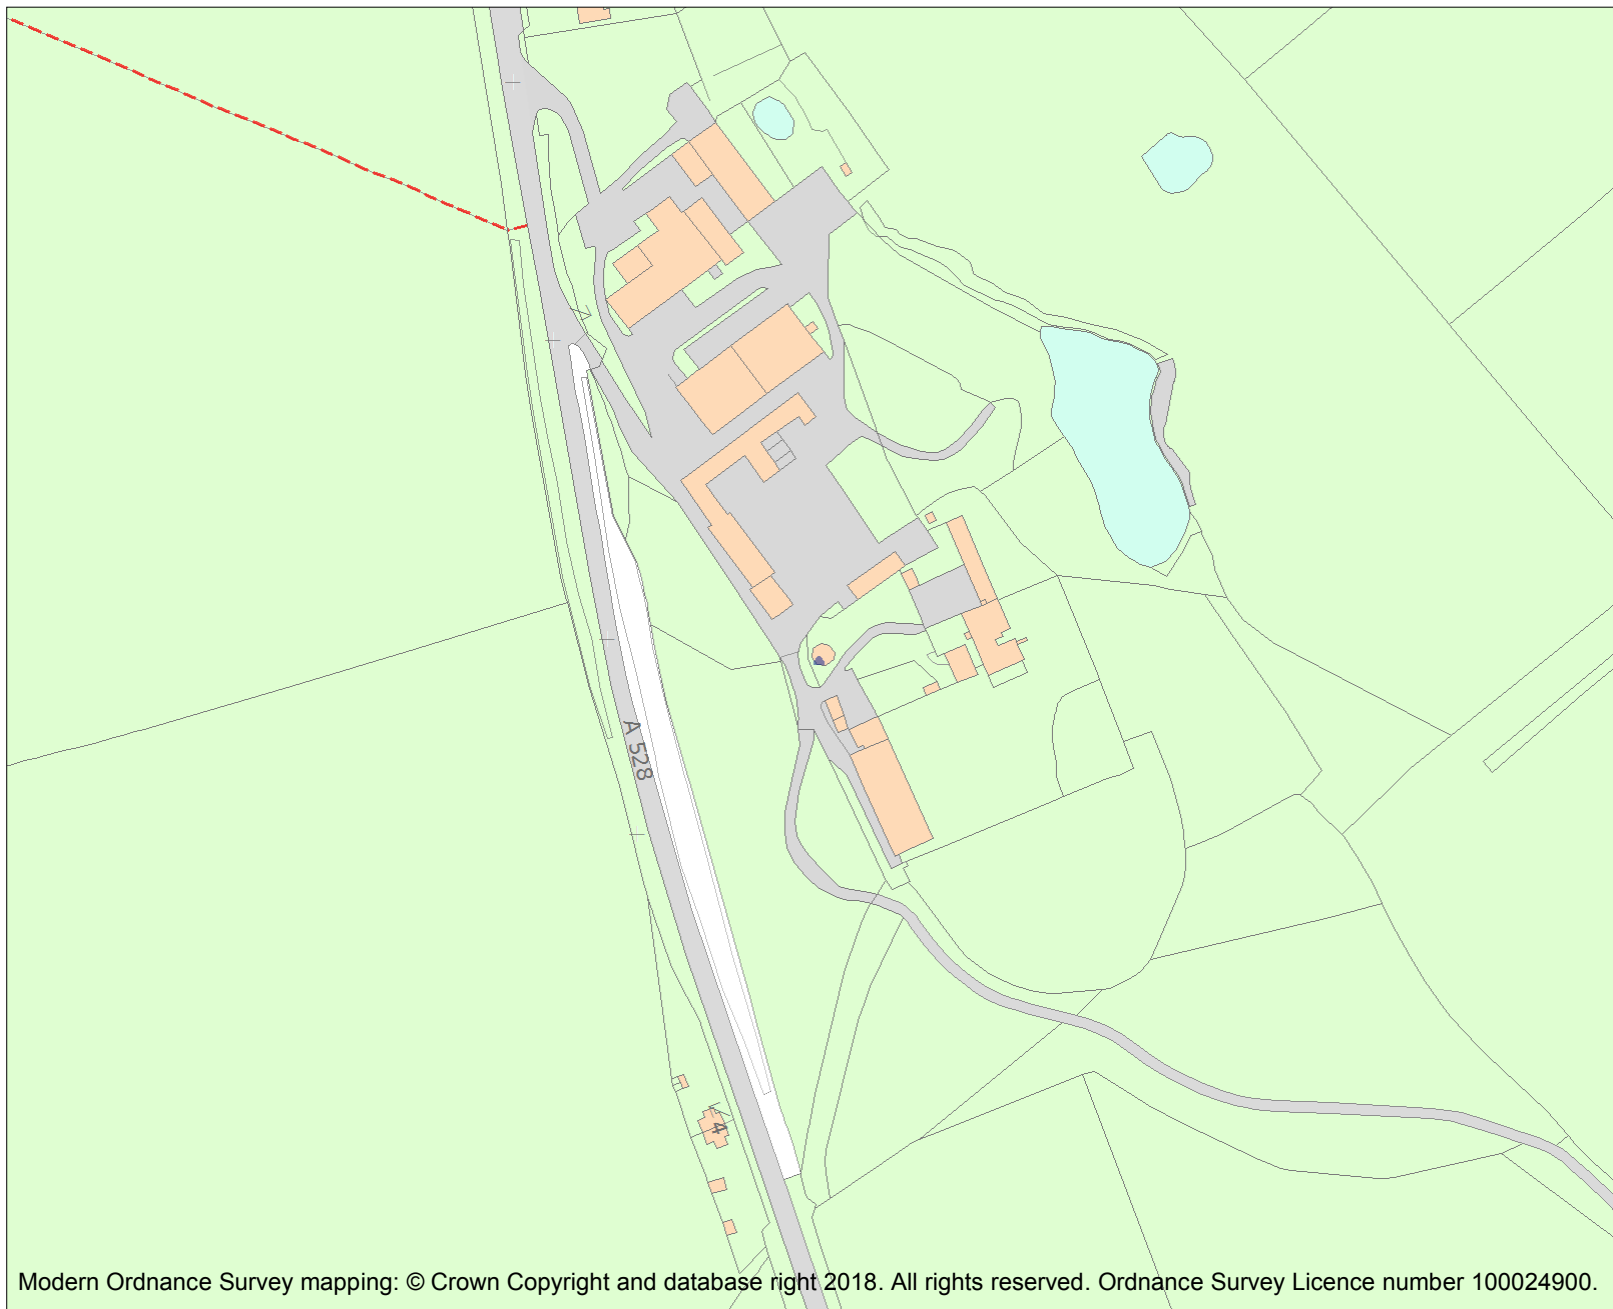 A 528
4
Modern Ordnance Survey mapping: © Crown Copyright and database right 2018. All rights reserved. Ordnance Survey Licence number 100024900.